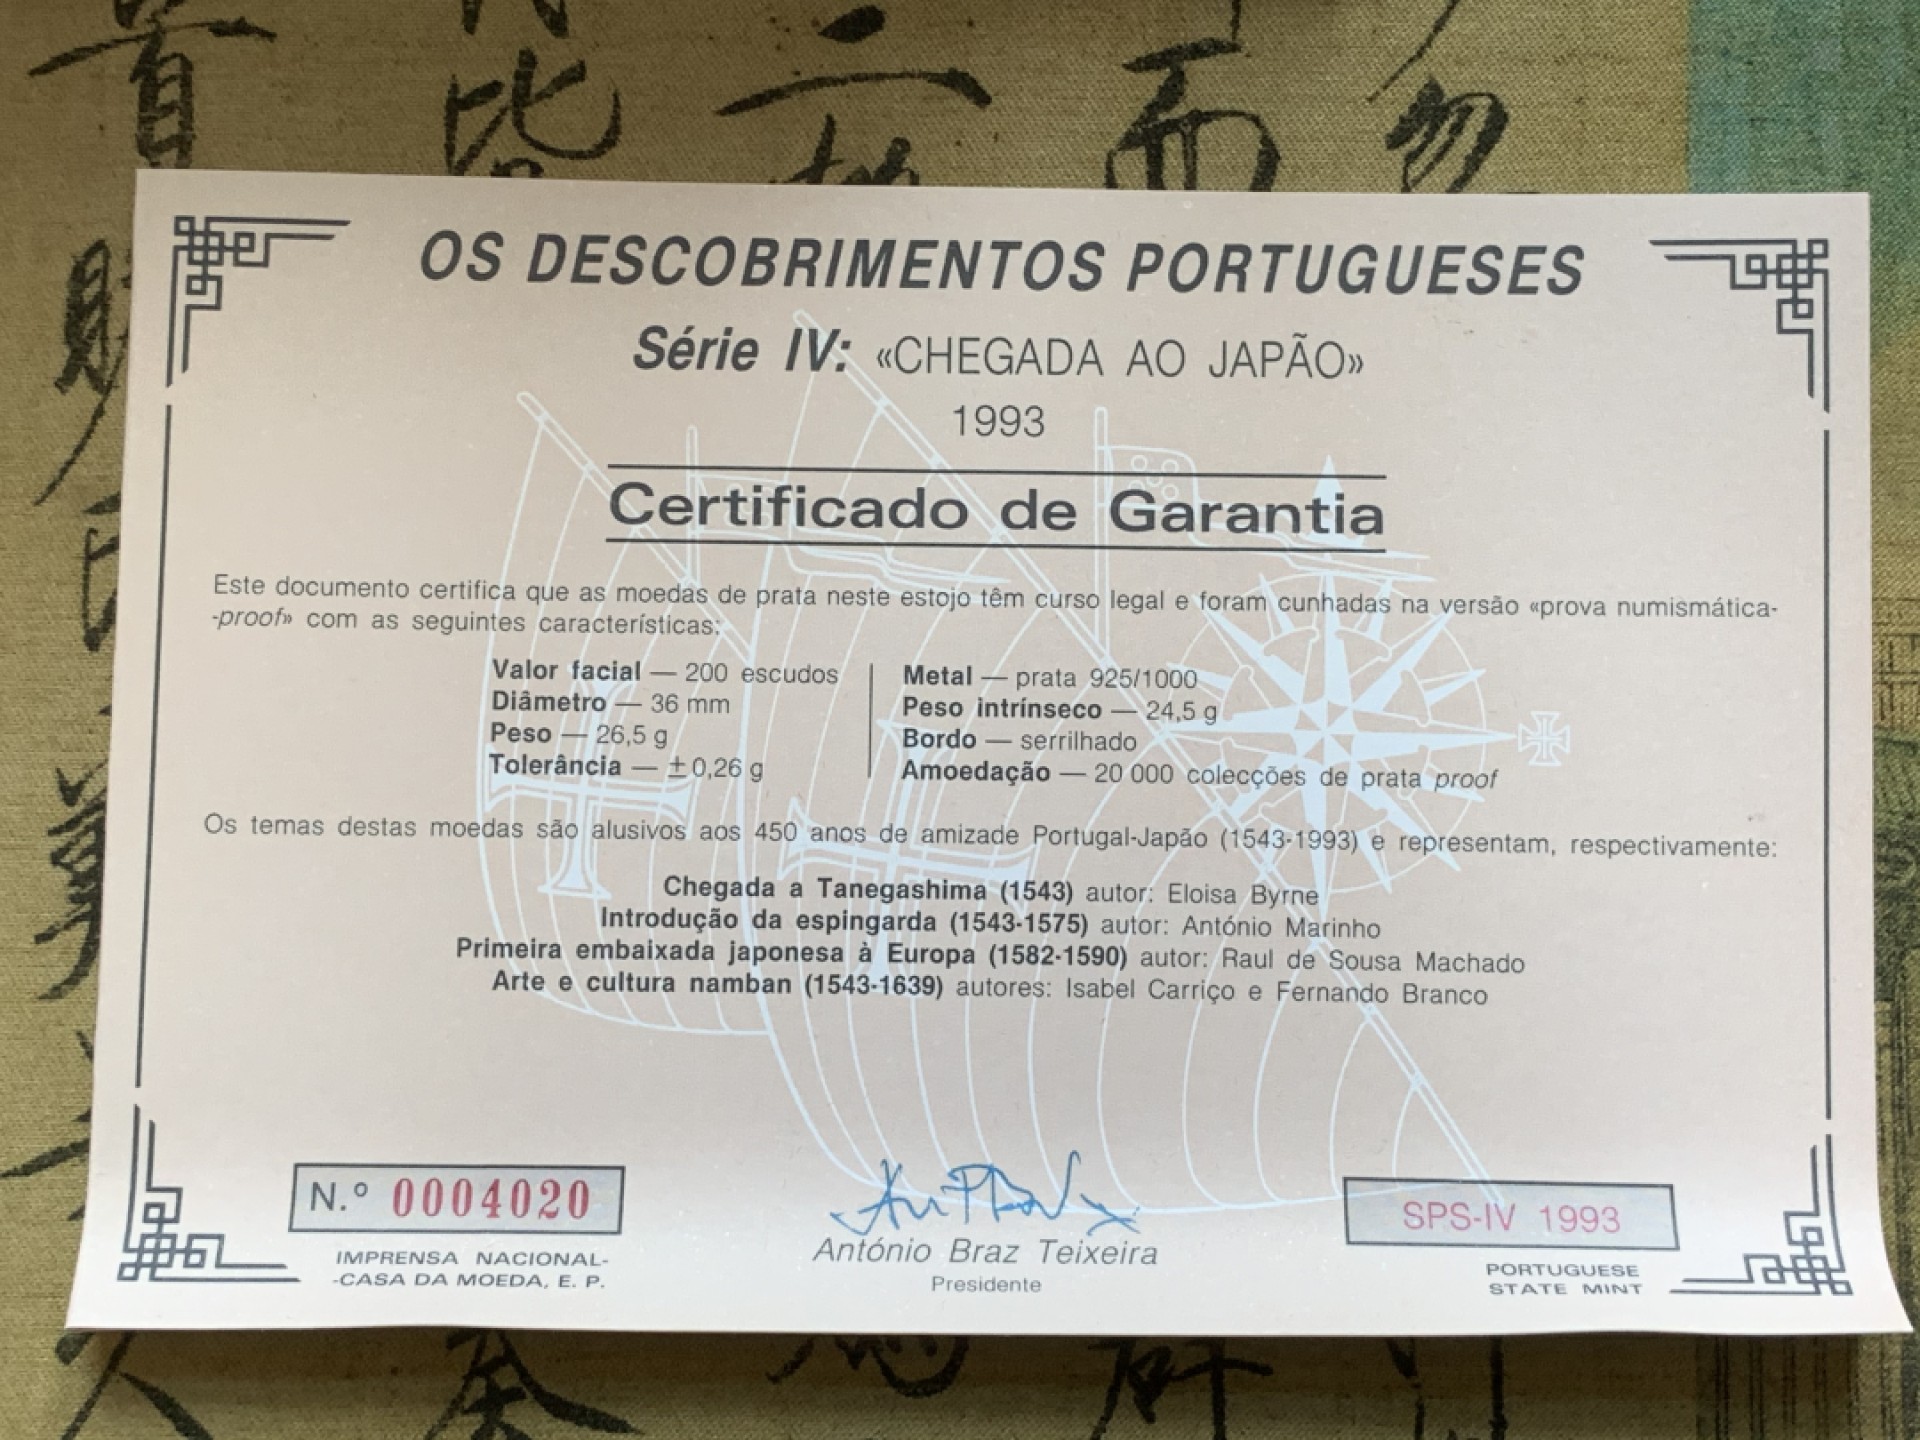 OS DESCOBRIMENTOS PORTUGUESES
Série IV: «CHEGADA AO JAPÃO»
1993
Certificado de Garantia
Este documento certifica que as moedas de prata neste estojo têm curso legal e foram cunhadas na versão «prova numismática-
-proof» com as seguintes características:
Valor facial — 200 escudos
Diâmetro — 36 mm
Peso — 26,5 g
Tolerância — ±0,26 g
Metal — prata 925/1000
Peso intrínseco — 24,5 g
Bordo — serrilhado
Amoedação — 20 000 colecções de prata proof
Os temas destas moedas são alusivos aos 450 anos de amizade Portugal-Japão (1543-1993) e representam, respectivamente:
Chegada a Tanegashima (1543) autor: Eloisa Byrne
Introdução da espingarda (1543-1575) autor: António Marinho
Primeira embaixada japonesa à Europa (1582-1590) autor: Raul de Sousa Machado
Arte e cultura namban (1543-1639) autores: Isabel Carriço e Fernando Branco
N.º 0004020
IMPRENSA NACIONAL-
-CASA DA MOEDA, E. P.
António Braz Teixeira
Presidente
SPS-IV 1993
PORTUGUESE
STATE MINT